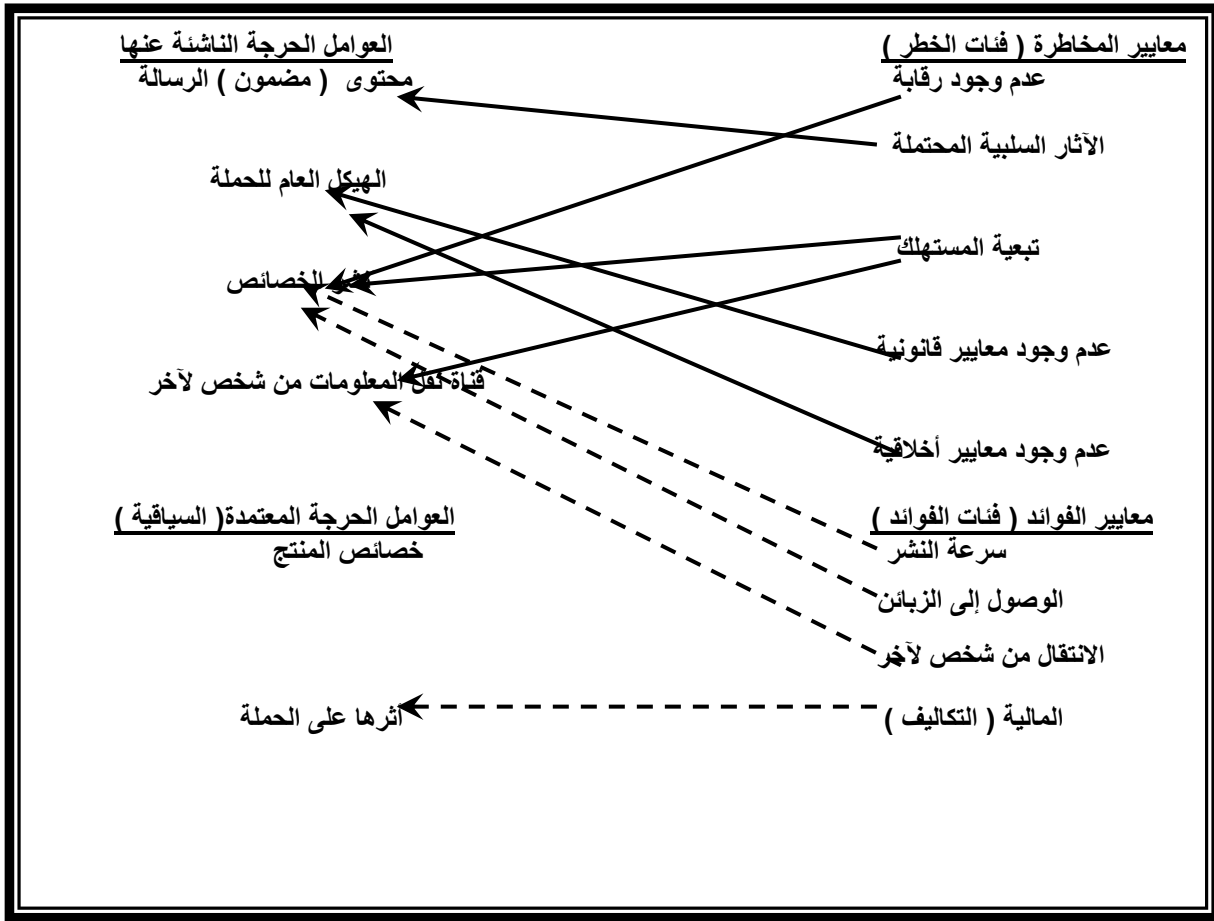 معايير المخاطرة ( فئات الخطر )
عدم وجود رقابة
الآثار السلبية المحتملة
تبعية المستهلك
عدم وجود معايير قانونية
عدم وجود معايير أخلاقية
معايير الفوائد ( فئات الفوائد )
سرعة النشر
الوصول إلى الزبائن
الانتقال من شخص لآخر
المالية ( التكاليف )
العوامل الحرجة الناشئة عنها
محتوى ( مضمون ) الرسالة
الهيكل العام للحملة
الخصائص
قناة نقل المعلومات من شخص لآخر
العوامل الحرجة المعتمدة( السياقية )
خصائص المنتج
أثرها على الحملة